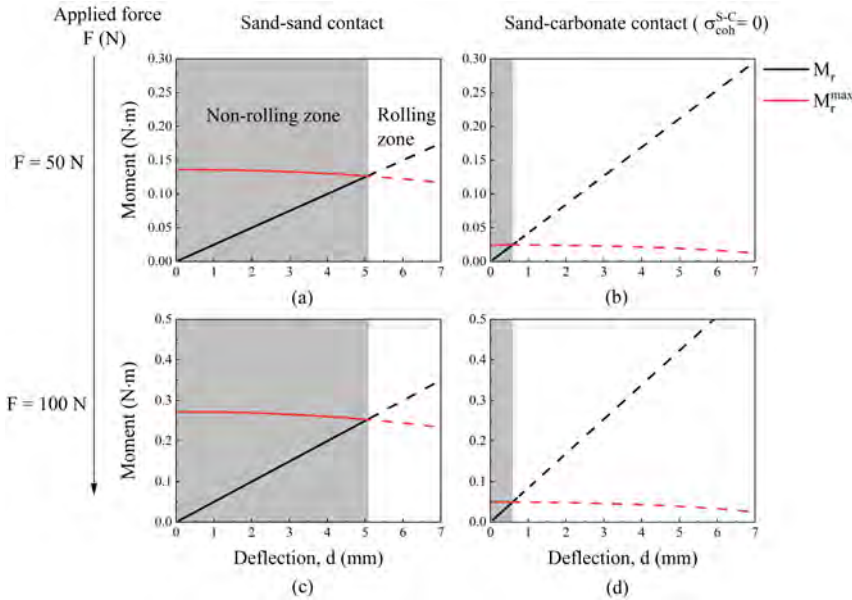 Applied force
F (N)
Sand-sand contact
Sand-carbonate contact ( σ_coh^S-C = 0)
F = 50 N
F = 100 N
Moment (N·m)
0.30
0.25
0.20
0.15
0.10
0.05
0.00
Non-rolling zone
Rolling
zone
0 1 2 3 4 5 6 7
(a)
0.30
0.25
0.20
0.15
0.10
0.05
0.00
0 1 2 3 4 5 6 7
(b)
M_r
M_r^max
Moment (N·m)
0.5
0.4
0.3
0.2
0.1
0.0
0 1 2 3 4 5 6 7
Deflection, d (mm)
(c)
0.5
0.4
0.3
0.2
0.1
0.0
0 1 2 3 4 5 6 7
Deflection, d (mm)
(d)